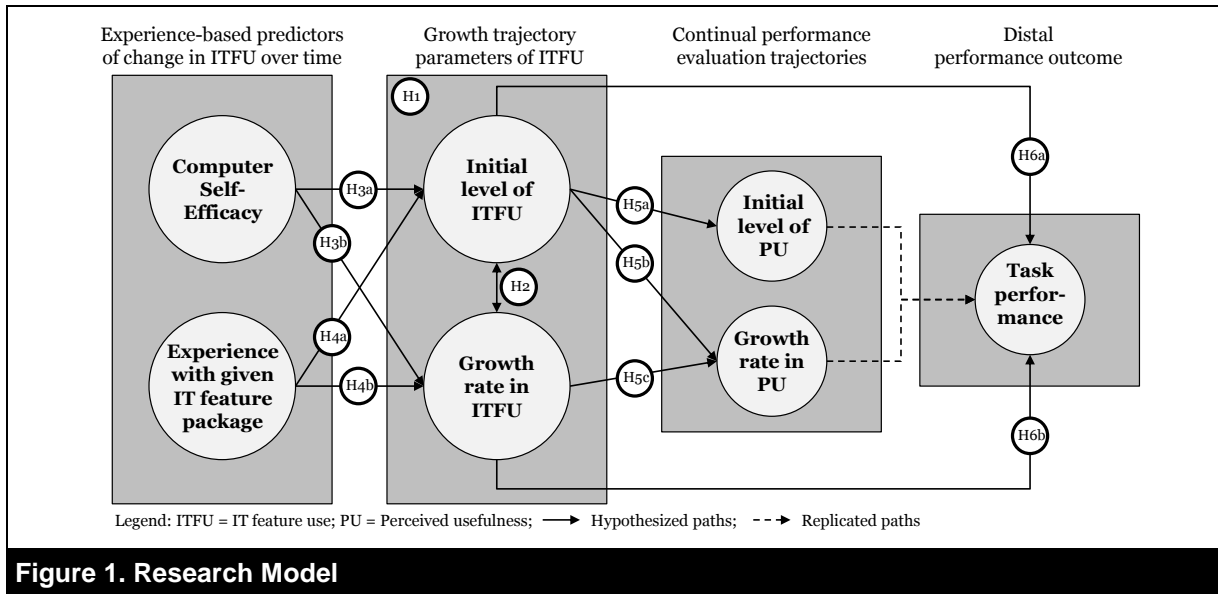 Experience-based predictors
of change in ITFU over time
Growth trajectory
parameters of ITFU
Continual performance
evaluation trajectories
Distal
performance outcome
H1
Computer
Self-
Efficacy
Experience
with given
IT feature
package
H3a
H3b
H4a
H4b
Initial
level of
ITFU
H2
Growth
rate in
ITFU
H5a
H5b
H5c
Initial
level of
PU
Growth
rate in
PU
H6a
Task
perfor-
mance
H6b
Legend: ITFU = IT feature use; PU = Perceived usefulness; Hypothesized paths; Replicated paths
Figure 1. Research Model